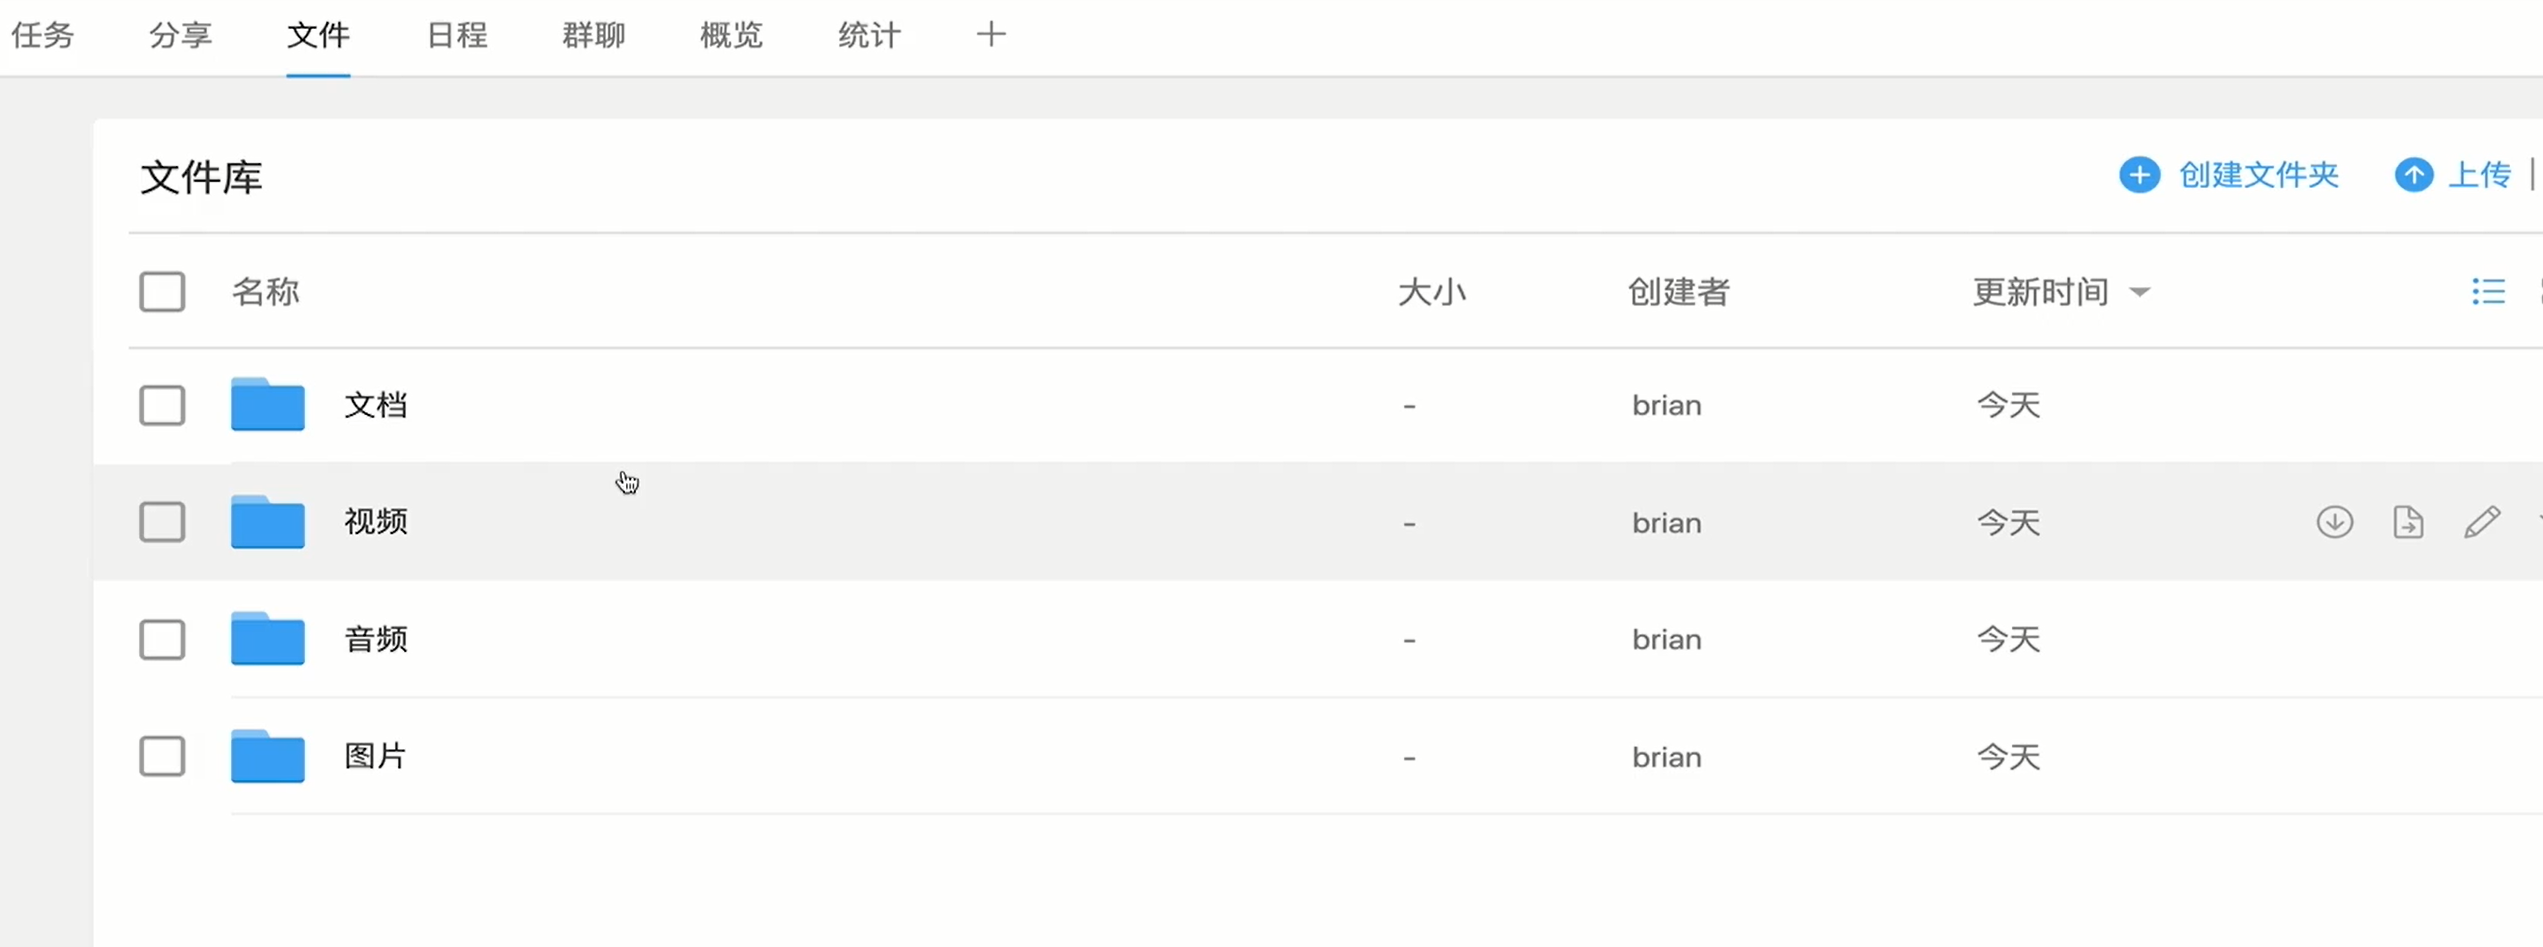 任务 分享 文件 日程 群聊 概览 统计
文件库 创建文件夹 上传
名称 大小 创建者 更新时间
文档 - brian 今天
视频 - brian 今天
音频 - brian 今天
图片 - brian 今天